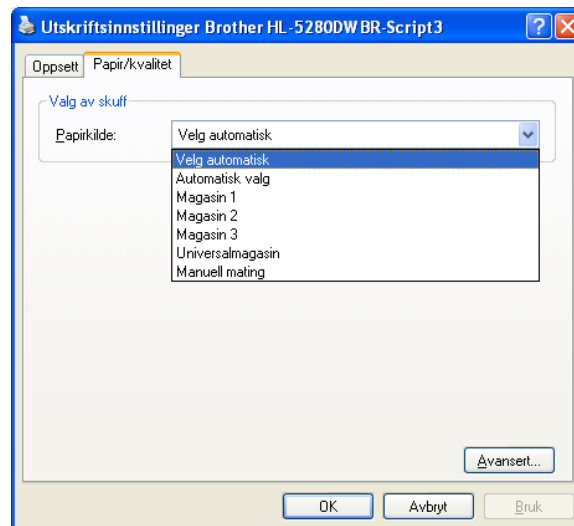 Utskriftsinnstillinger Brother HL-5280DW BR-Script3
Oppsett
Papir/kvalitet
Valg av skuff
Papirkilde:
Velg automatisk
Velg automatisk
Automatisk valg
Magasin 1
Magasin 2
Magasin 3
Universalmagasin
Manuell mating
Avansert...
OK
Avbryt
Bruk